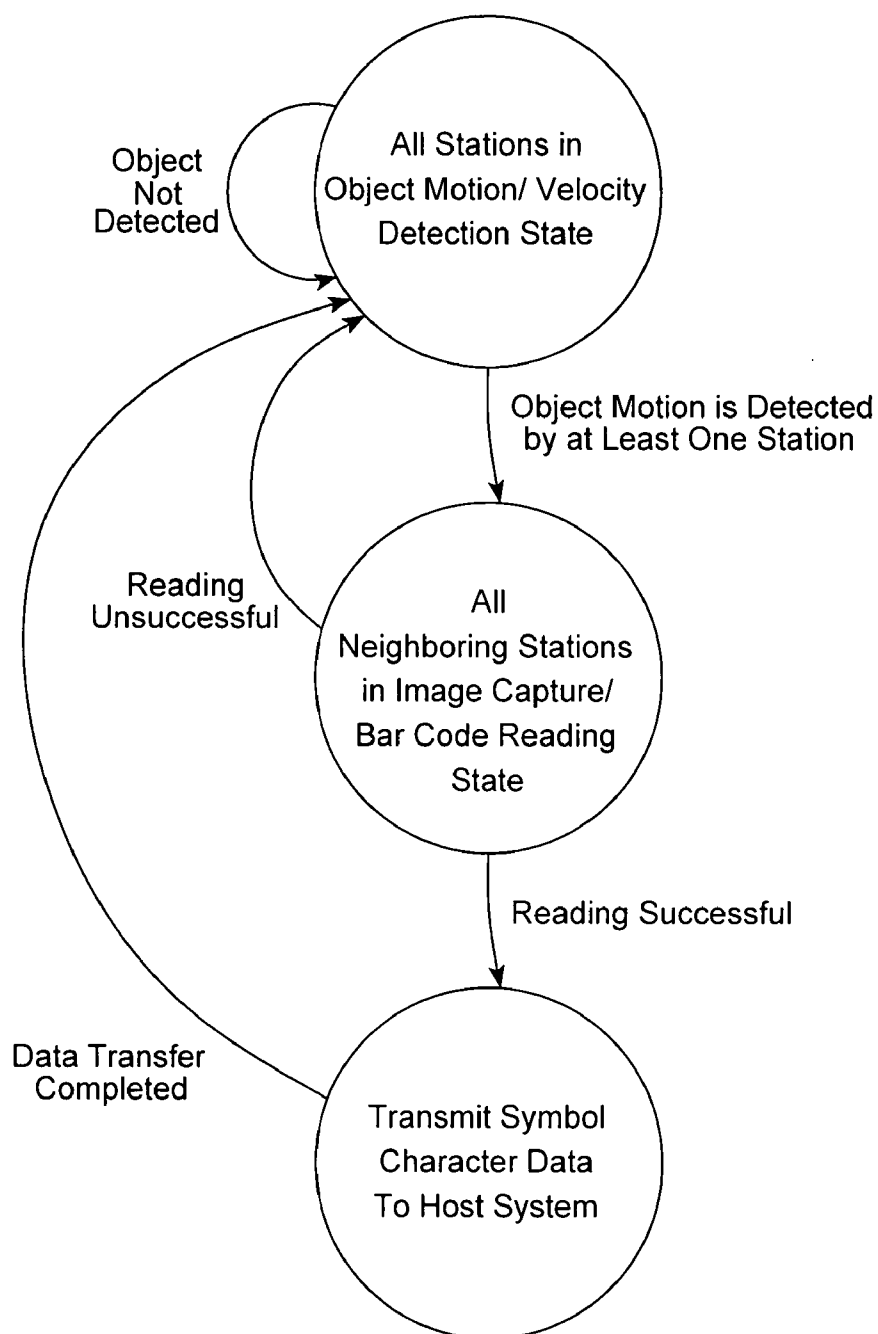 Object
Not
Detected
All Stations in
Object Motion/ Velocity
Detection State
Object Motion is Detected
by at Least One Station
Reading
Unsuccessful
All
Neighboring Stations
in Image Capture/
Bar Code Reading
State
Reading Successful
Data Transfer
Completed
Transmit Symbol
Character Data
To Host System